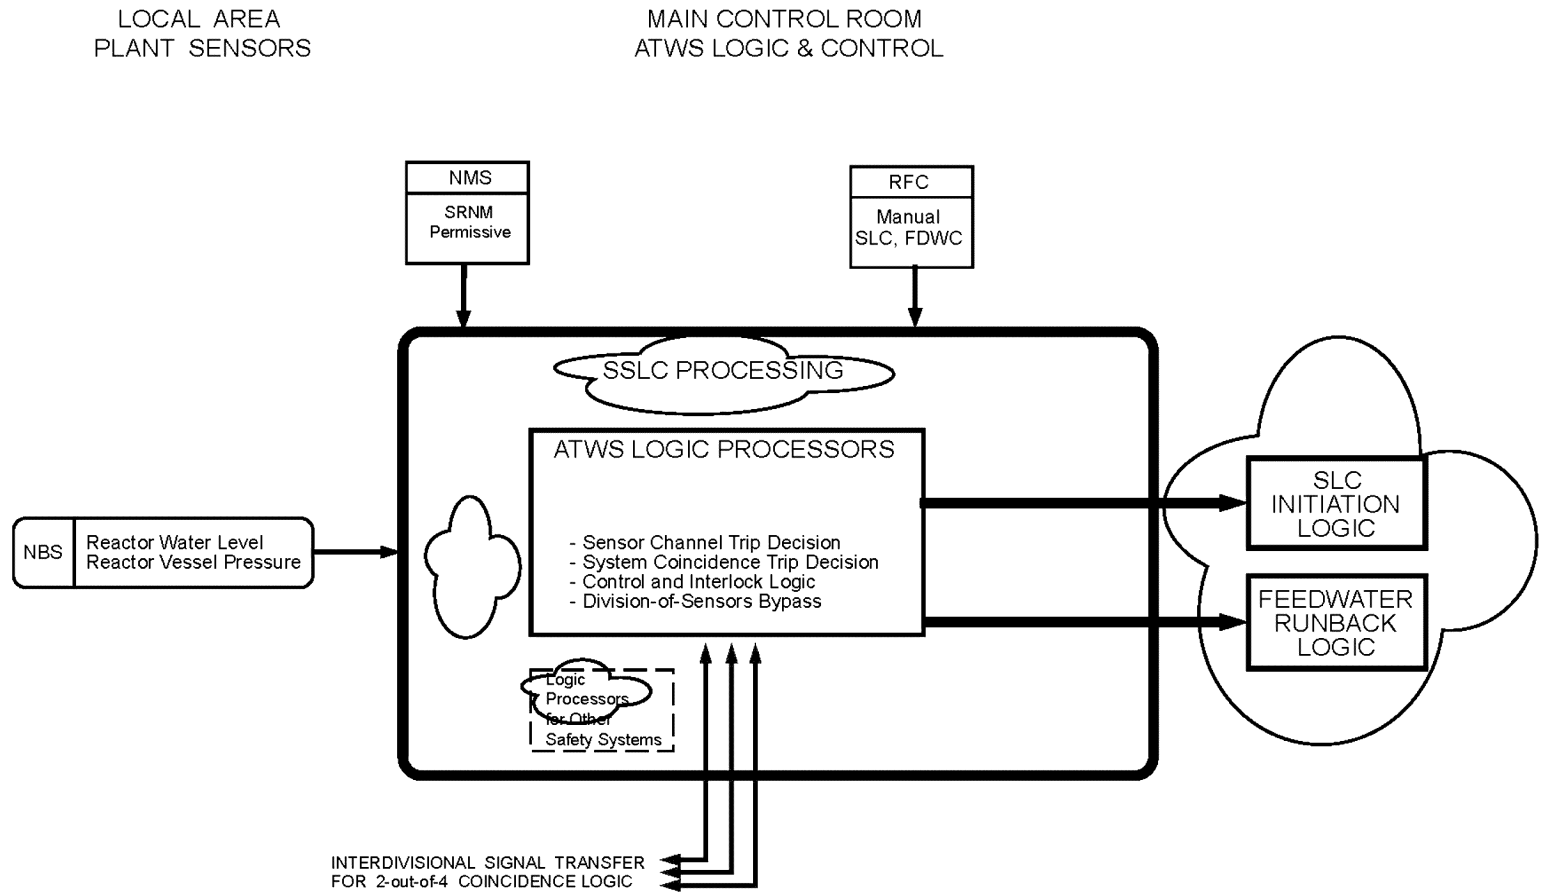 LOCAL AREA
PLANT SENSORS
MAIN CONTROL ROOM
ATWS LOGIC & CONTROL
NMS
SRNM
Permissive
RFC
Manual
SLC, FDWC
SSLC PROCESSING
ATWS LOGIC PROCESSORS
- Sensor Channel Trip Decision
- System Coincidence Trip Decision
- Control and Interlock Logic
- Division-of-Sensors Bypass
NBS
Reactor Water Level
Reactor Vessel Pressure
SLC
INITIATION
LOGIC
FEEDWATER
RUNBACK
LOGIC
Logic
Processors
for Other
Safety Systems
INTERDIVISIONAL SIGNAL TRANSFER
FOR 2-out-of-4 COINCIDENCE LOGIC